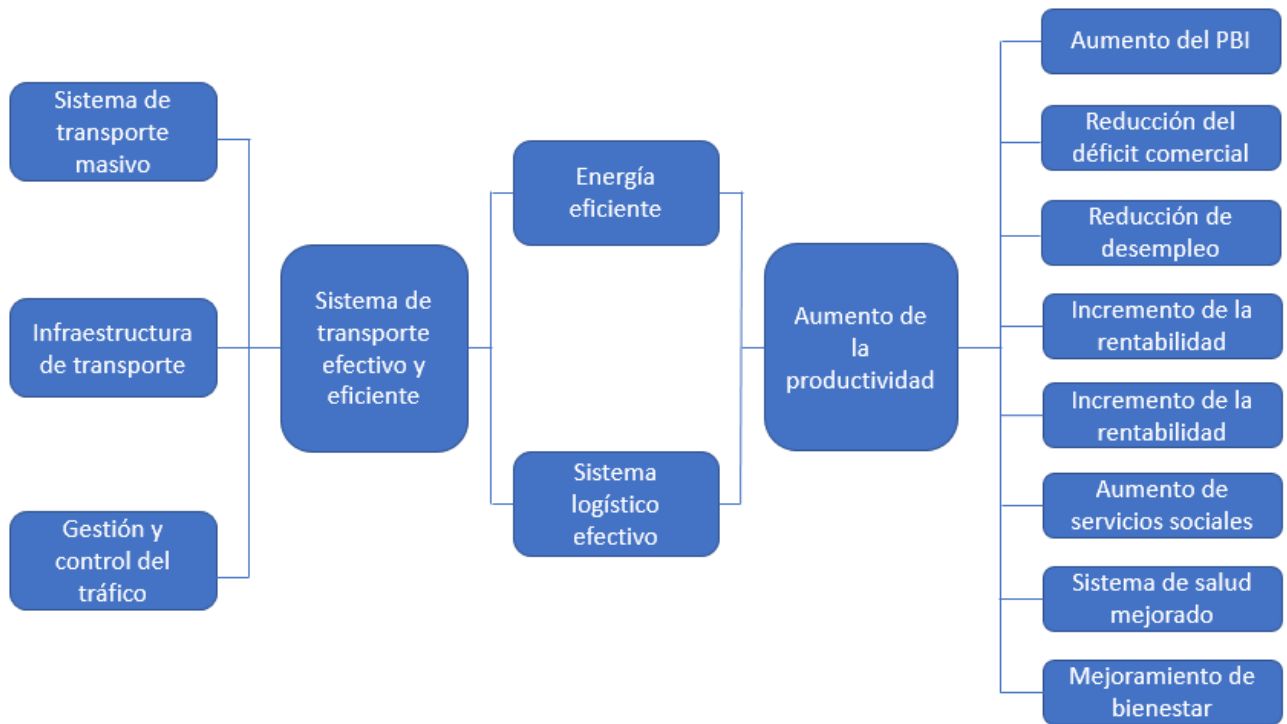 Sistema de
transporte
masivo
Infraestructura
de transporte
Gestión y
control del
tráfico
Sistema de
transporte
efectivo y
eficiente
Energía
eficiente
Sistema
logístico
efectivo
Aumento de
la
productividad
Aumento del PBI
Reducción del
déficit comercial
Reducción de
desempleo
Incremento de la
rentabilidad
Incremento de la
rentabilidad
Aumento de
servicios sociales
Sistema de salud
mejorado
Mejoramiento de
bienestar